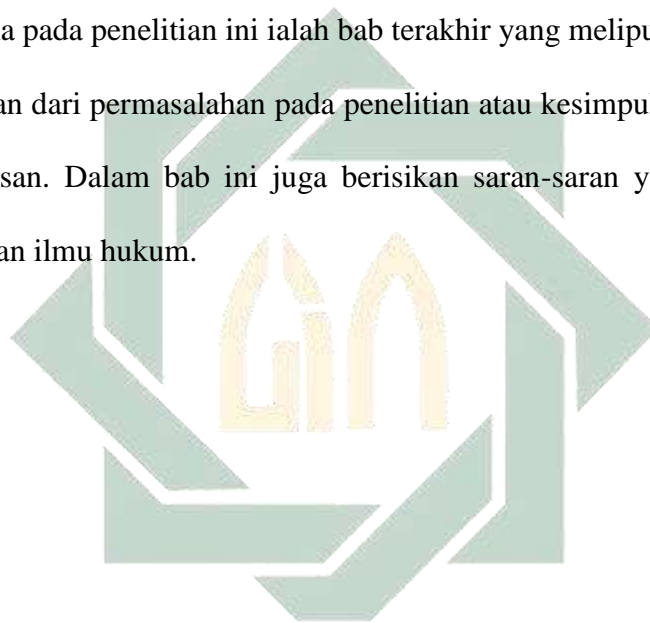 a pada penelitian ini ialah bab terakhir yang melipu
an dari permasalahan pada penelitian atau kesimpul
san. Dalam bab ini juga berisikan saran-saran y
an ilmu hukum.
UIN